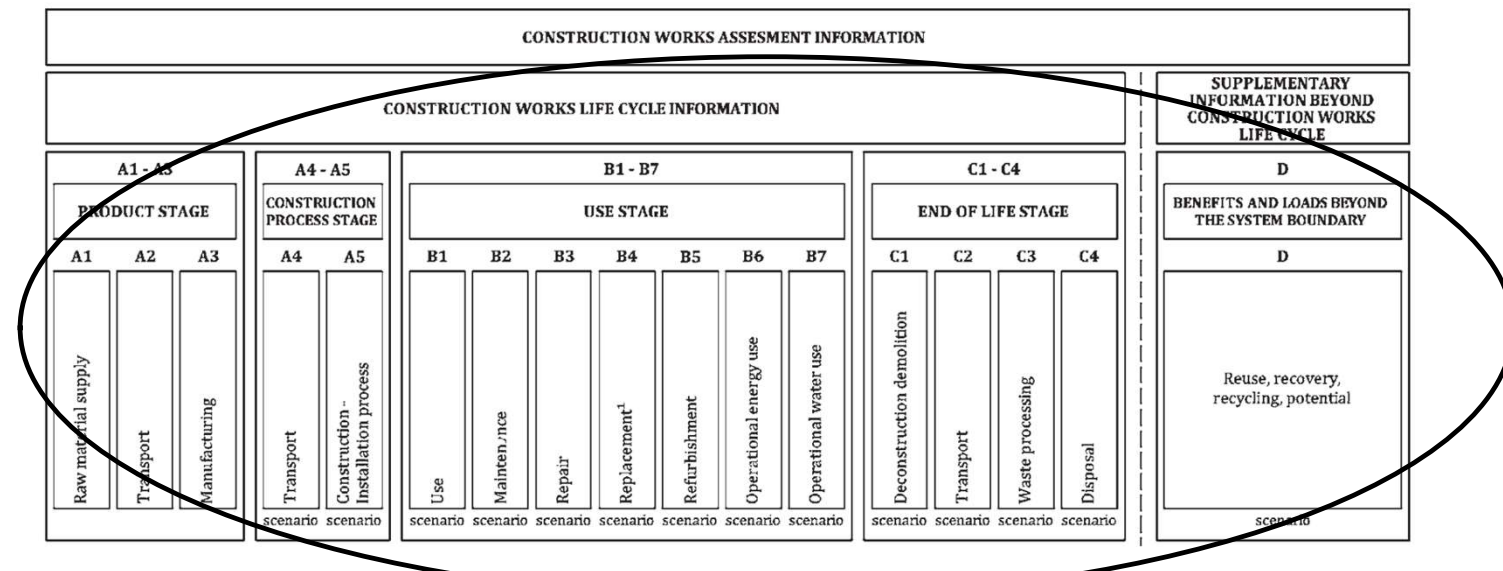 CONSTRUCTION WORKS ASSESMENT INFORMATION
CONSTRUCTION WORKS LIFE CYCLE INFORMATION
SUPPLEMENTARY
INFORMATION BEYOND
CONSTRUCTION WORKS
LIFE CYCLE
A1 - A3
PRODUCT STAGE
A1 A2 A3
Raw material supply
Transport
Manufacturing
A4 - A5
CONSTRUCTION
PROCESS STAGE
A4 A5
Transport
Construction -
Installation process
scenario scenario
B1 - B7
USE STAGE
B1 B2 B3 B4 B5 B6 B7
Use
Maintenance
Repair
Replacement¹
Refurbishment
Operational energy use
Operational water use
scenario scenario scenario scenario scenario scenario scenario
C1 - C4
END OF LIFE STAGE
C1 C2 C3 C4
Deconstruction demolition
Transport
Waste processing
Disposal
scenario scenario scenario scenario
D
BENEFITS AND LOADS BEYOND
THE SYSTEM BOUNDARY
D
Reuse, recovery,
recycling, potential
scenario